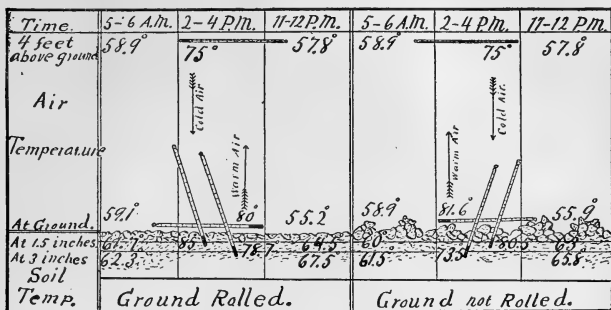 Time. 5-6 A.M. 2-4 P.M. 11-12 P.M. 5-6 A.M. 2-4 P.M. 11-12 P.M.
4 feet above ground 58.9° 75° 57.8° 58.9° 75° 57.8°
Air
Cold Air. Cold Air.
Temperature
Warm Air Warm Air
At Ground. 59.1° 80° 55.2° 58.9° 81.6° 55.9°
At 1.5 inches. 61.7 85 64.5 60 80.5 65
At 3 inches 62.3 78.7 67.5 61.5° 73.5 65.8
Soil
Temp. Ground Rolled. Ground not Rolled.